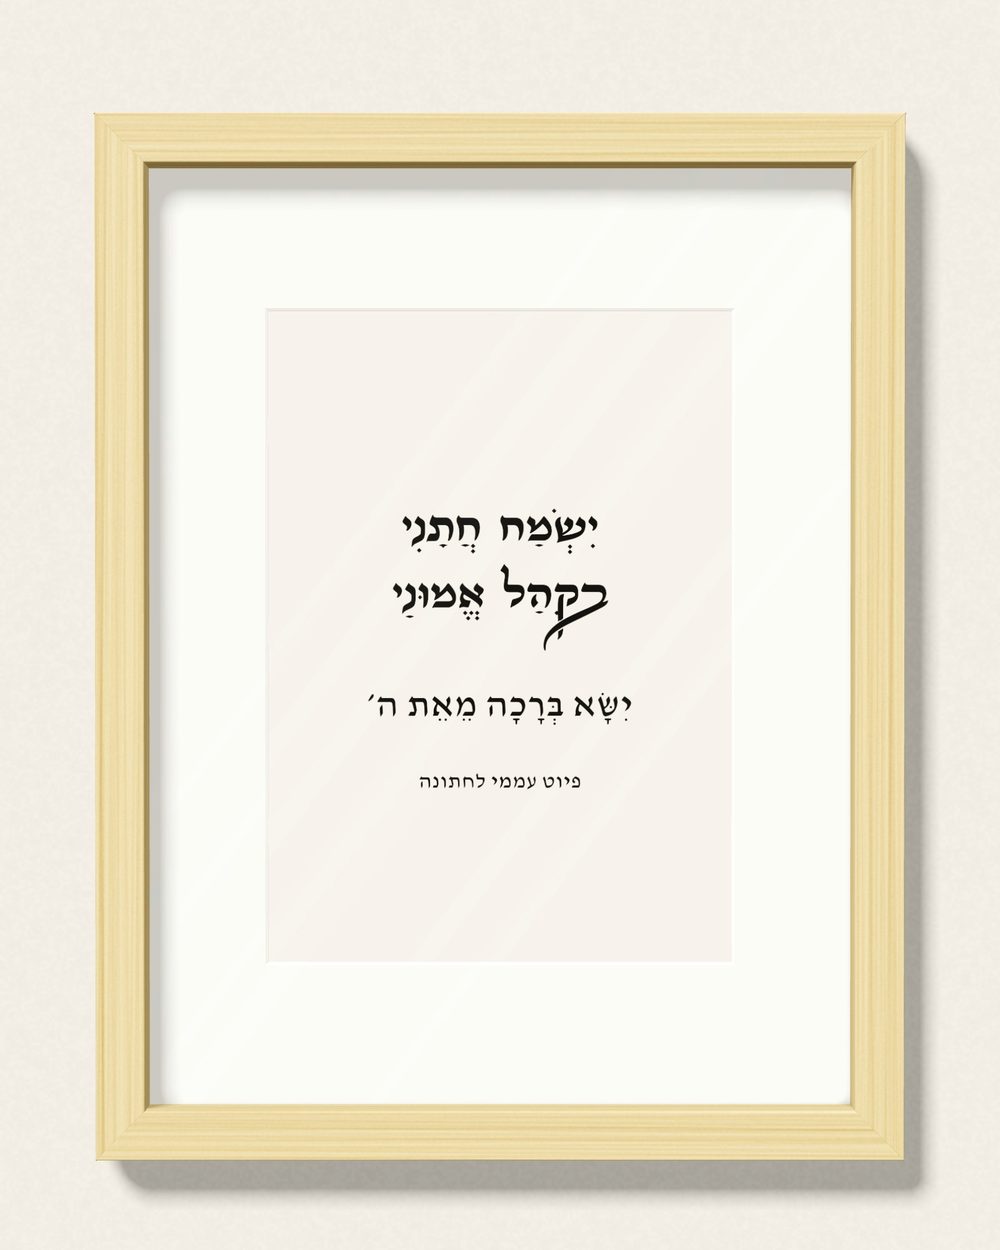 יִשְׂמַח חֲתָנִי
בִקְהַל אֱמוּנַי
יִשָּׂא בְּרָכָה מֵאֵת ה׳
פיוט עממי לחתונה